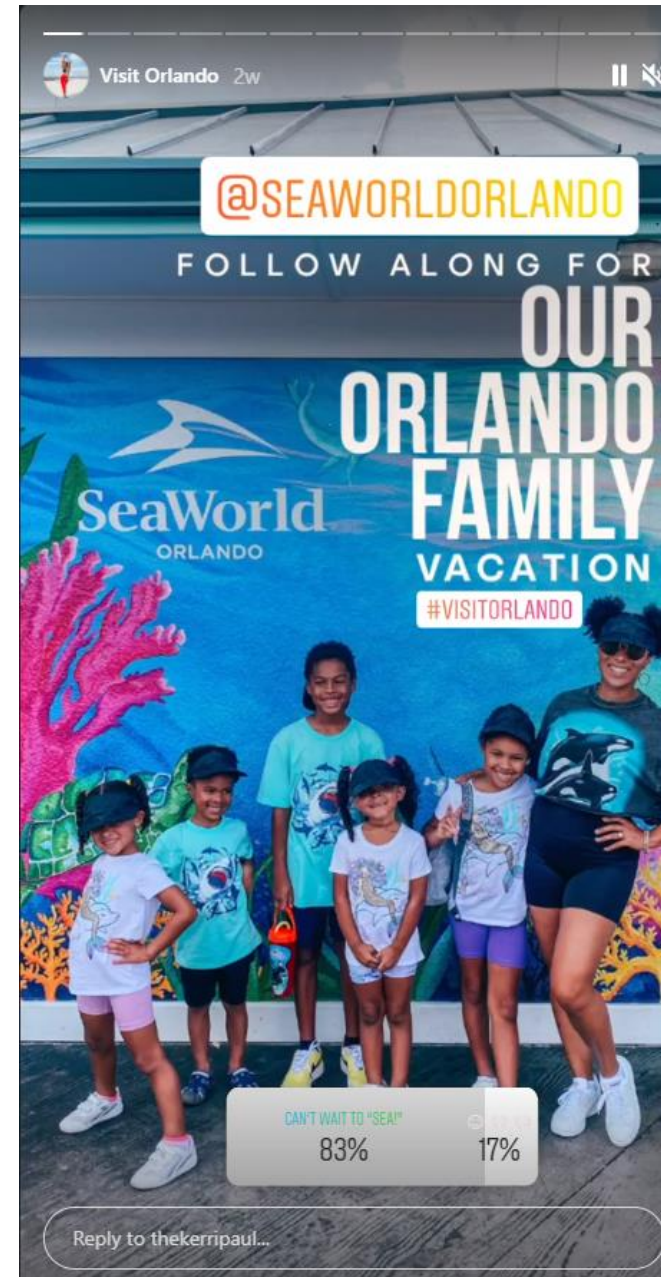 Visit Orlando 2w
@SEAWORLDORLANDO
FOLLOW ALONG FOR
OUR
ORLANDO
FAMILY
VACATION
#VISITORLANDO
SeaWorld
ORLANDO
CAN'T WAIT TO "SEA!"
83% 17%
Reply to thekerripaul...